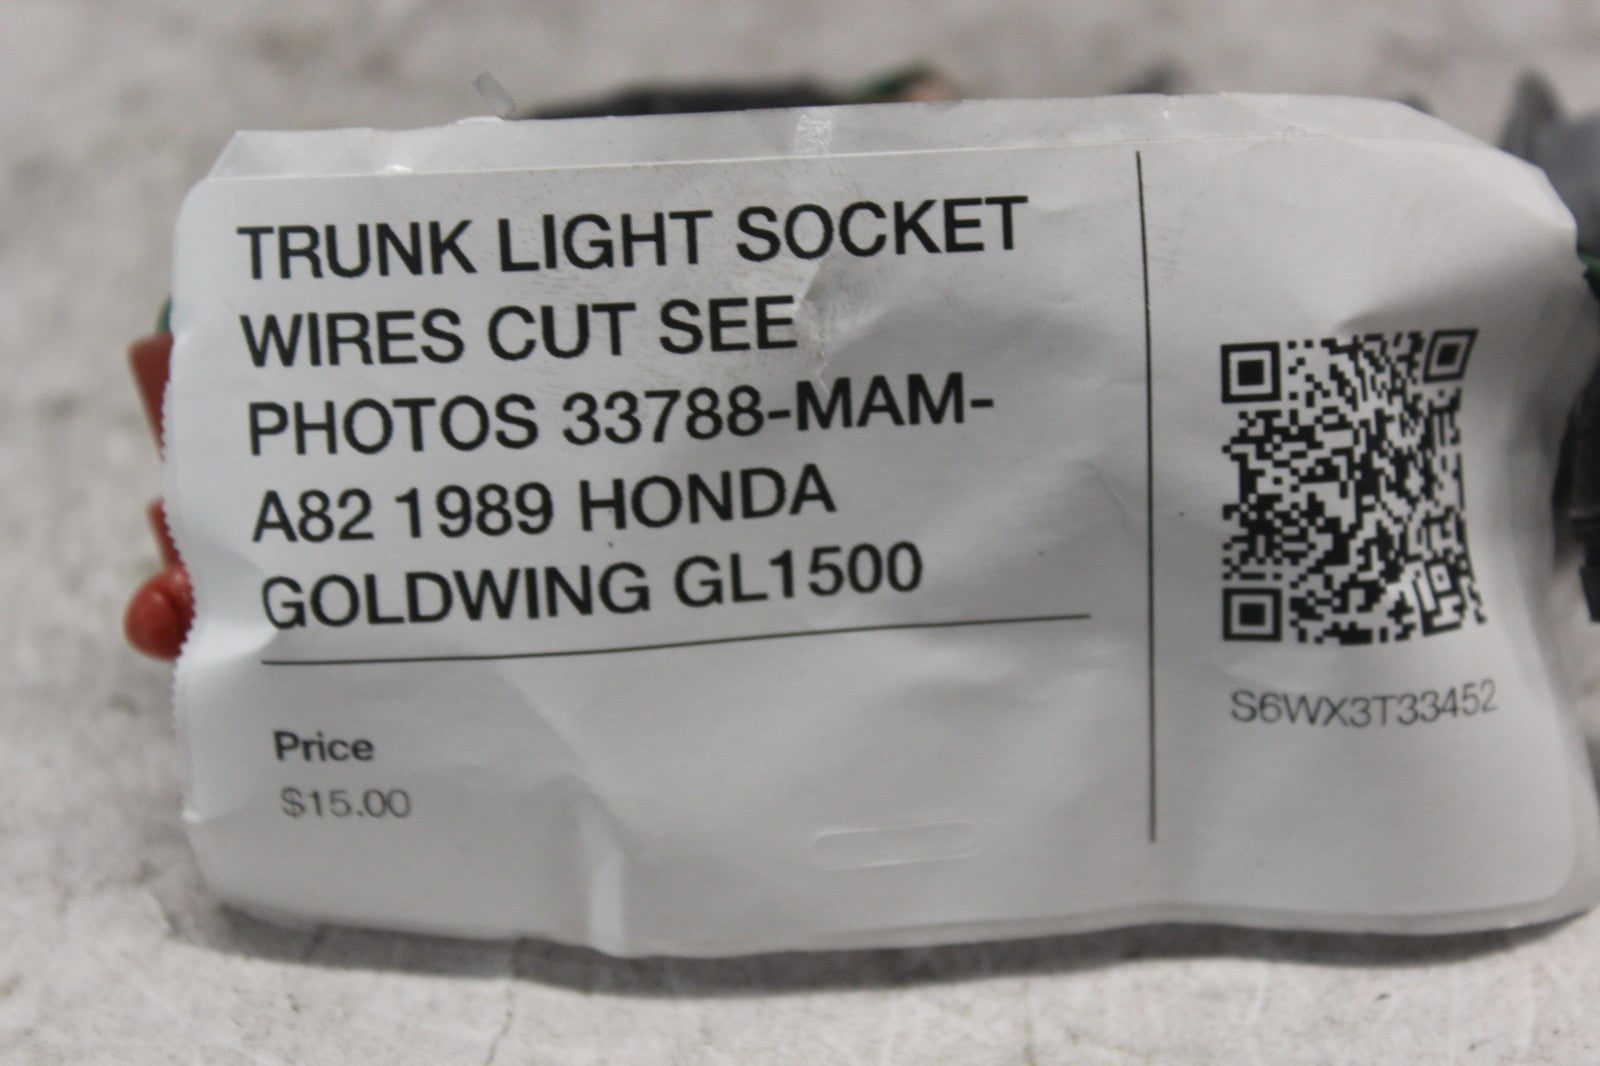 TRUNK LIGHT SOCKET
WIRES CUT SEE
PHOTOS 33788-MAM-
A82 1989 HONDA
GOLDWING GL1500
Price
$15.00
S6WX3T33452